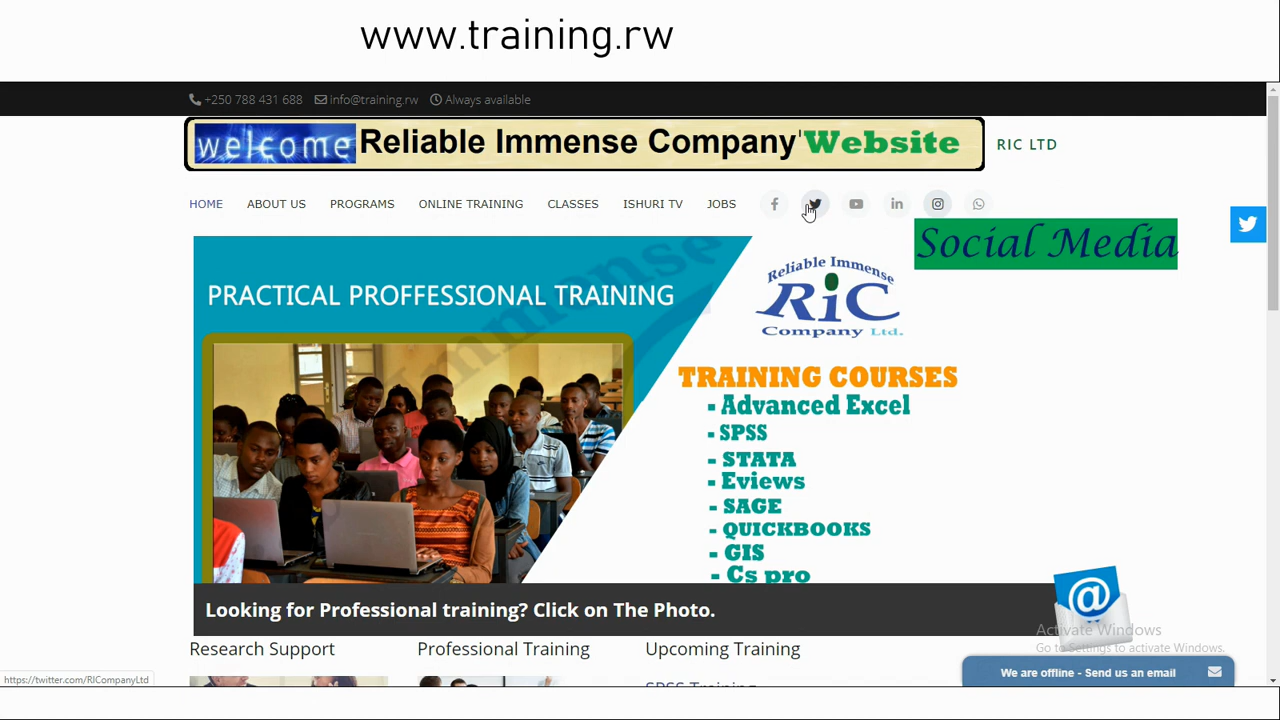 www.training.rw
+250 788 431 688 info@training.rw Always available
welcome Reliable Immense Company' Website RIC LTD
HOME ABOUT US PROGRAMS ONLINE TRAINING CLASSES ISHURI TV JOBS
Social Media
PRACTICAL PROFFESSIONAL TRAINING
Immense
Reliable Immense
RiC
Company Ltd.
TRAINING COURSES
- Advanced Excel
- SPSS
- STATA
- Eviews
- SAGE
- QUICKBOOKS
- GIS
- Cs pro
Looking for Professional training? Click on The Photo.
Research Support Professional Training Upcoming Training
SPSS Training
Activate Windows
Go to Settings to activate Windows.
We are offline - Send us an email
https://twitter.com/RICompanyLtd